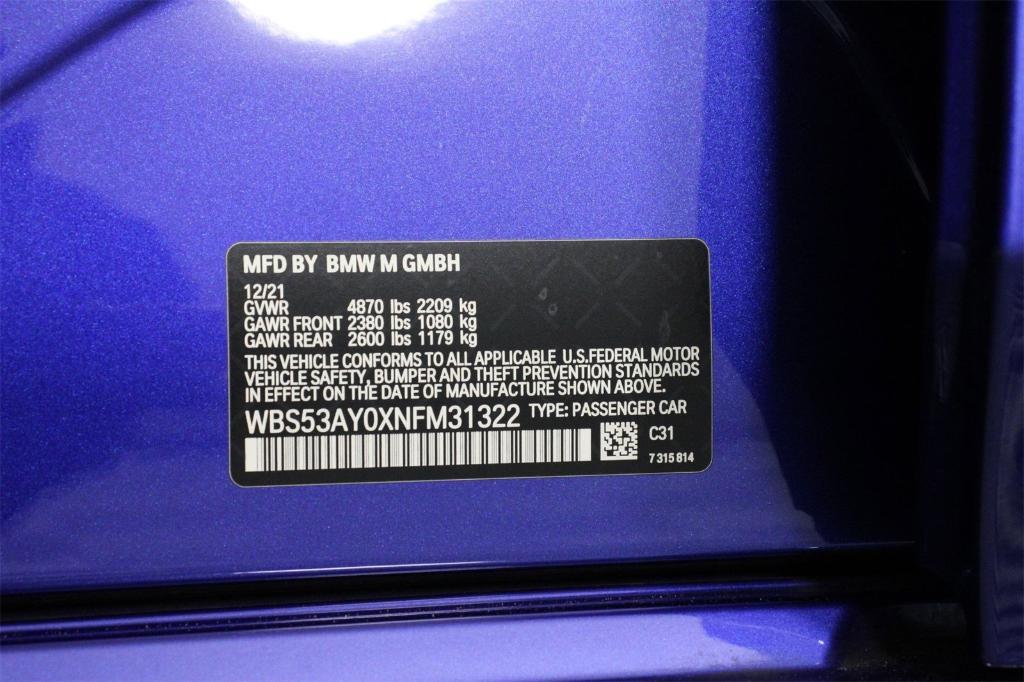 MFD BY BMW M GMBH
12/21
GVWR 4870 lbs 2209 kg
GAWR FRONT 2380 lbs 1080 kg
GAWR REAR 2600 lbs 1179 kg
THIS VEHICLE CONFORMS TO ALL APPLICABLE U.S.FEDERAL MOTOR
VEHICLE SAFETY, BUMPER AND THEFT PREVENTION STANDARDS
IN EFFECT ON THE DATE OF MANUFACTURE SHOWN ABOVE.
WBS53AY0XNFM31322 TYPE: PASSENGER CAR
C31
7 315 814